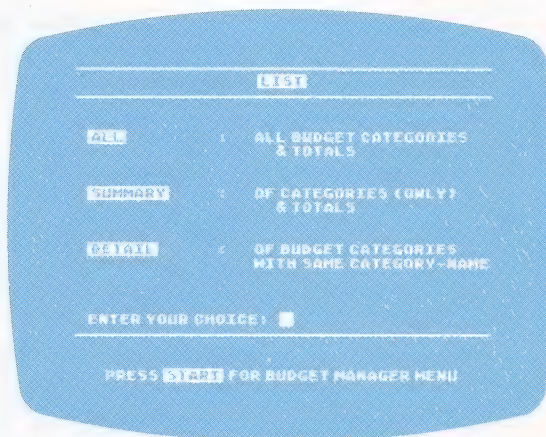 LIST
ALL : ALL BUDGET CATEGORIES
& TOTALS
SUMMARY : OF CATEGORIES (ONLY)
& TOTALS
DETAIL : OF BUDGET CATEGORIES
WITH SAME CATEGORY-NAME
ENTER YOUR CHOICE:
PRESS START FOR BUDGET MANAGER MENU